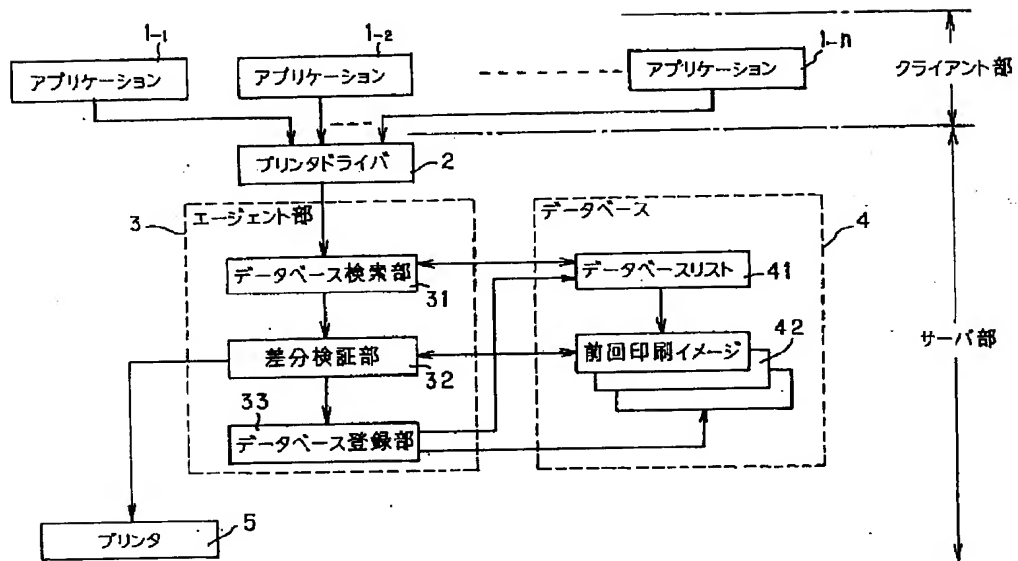 1-1
アプリケーション
1-2
アプリケーション
1-n
アプリケーション
クライアント部
プリンタドライバ
2
3
エージェント部
データベース検索部
31
差分検証部
32
33
データベース登録部
データベース
4
データベースリスト
41
前回印刷イメージ
42
サーバ部
プリンタ
5